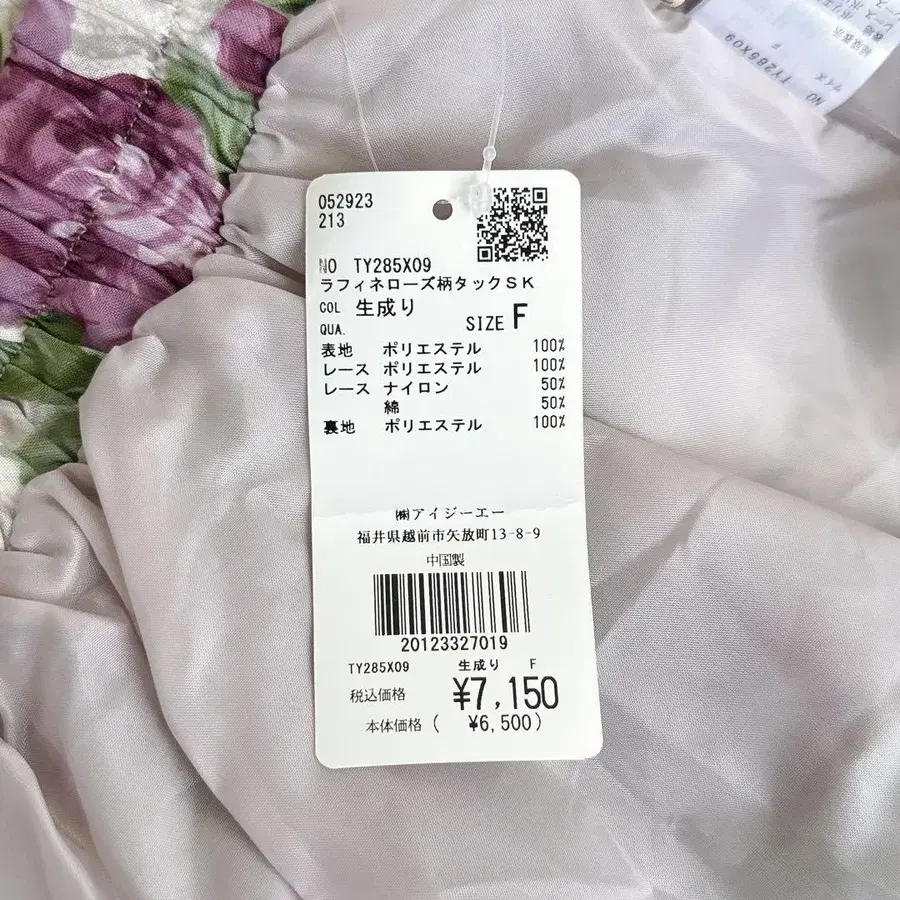 052923
213
NO TY285X09
ラフィネローズ柄タックSK
COL 生成り
QUA.
SIZE F
表地 ポリエステル 100%
レース ポリエステル 100%
レース ナイロン 50%
綿 50%
裏地 ポリエステル 100%
㈱アイジーエー
福井県越前市矢放町13-8-9
中国製
20123327019
TY285X09 生成り F
税込価格 ¥7,150
本体価格( ¥6,500)
NO. TY285X09
サイズ F